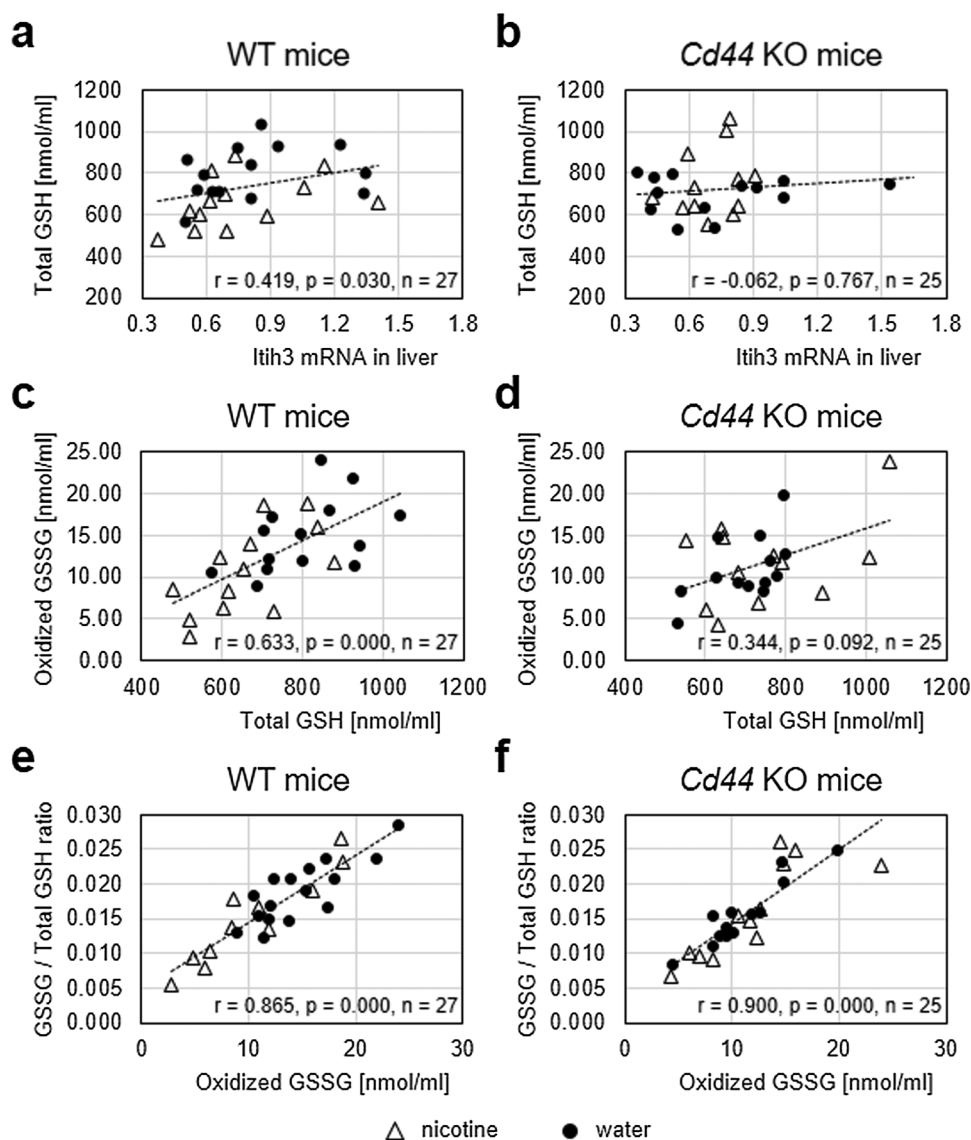 a
WT mice
Total GSH [nmol/ml]
1200
1000
800
600
400
200
r = 0.419, p = 0.030, n = 27
0.3 0.6 0.9 1.2 1.5 1.8
Itih3 mRNA in liver
b
Cd44 KO mice
Total GSH [nmol/ml]
1200
1000
800
600
400
200
r = -0.062, p = 0.767, n = 25
0.3 0.6 0.9 1.2 1.5 1.8
Itih3 mRNA in liver
c
WT mice
Oxidized GSSG [nmol/ml]
25.00
20.00
15.00
10.00
5.00
0.00
r = 0.633, p = 0.000, n = 27
400 600 800 1000 1200
Total GSH [nmol/ml]
d
Cd44 KO mice
Oxidized GSSG [nmol/ml]
25.00
20.00
15.00
10.00
5.00
0.00
r = 0.344, p = 0.092, n = 25
400 600 800 1000 1200
Total GSH [nmol/ml]
e
WT mice
GSSG / Total GSH ratio
0.030
0.025
0.020
0.015
0.010
0.005
0.000
r = 0.865, p = 0.000, n = 27
0 10 20 30
Oxidized GSSG [nmol/ml]
f
Cd44 KO mice
GSSG / Total GSH ratio
0.030
0.025
0.020
0.015
0.010
0.005
0.000
r = 0.900, p = 0.000, n = 25
0 10 20 30
Oxidized GSSG [nmol/ml]
nicotine water